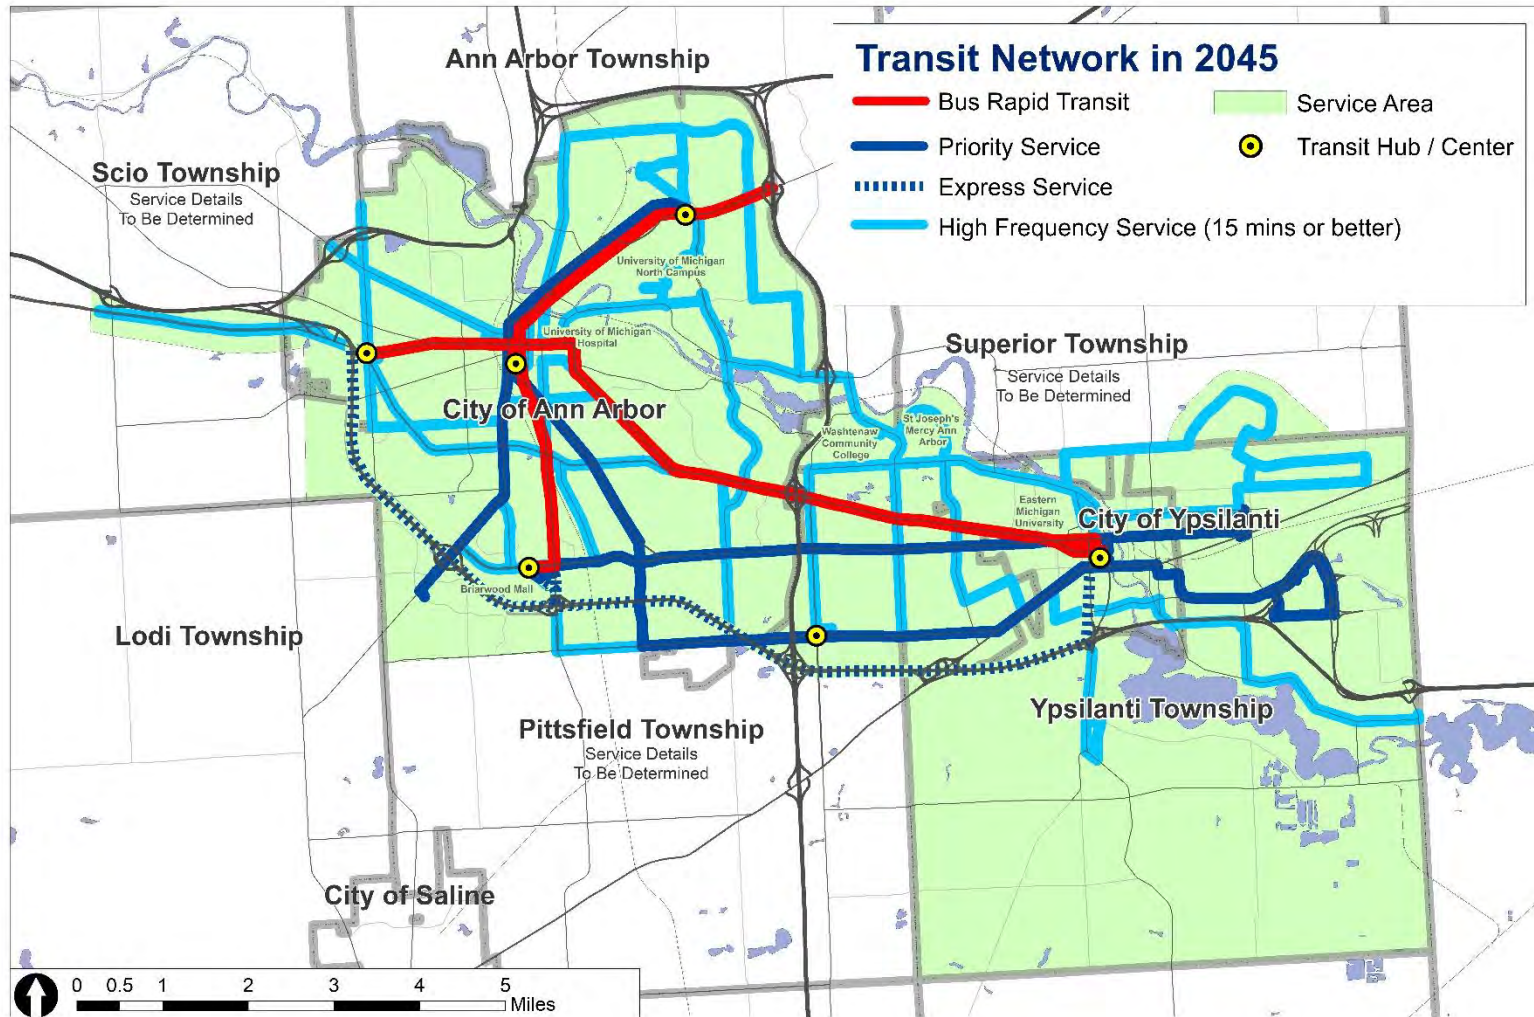 Ann Arbor Township
Transit Network in 2045
Bus Rapid Transit
Service Area
Priority Service
Transit Hub / Center
Express Service
High Frequency Service (15 mins or better)
Scio Township
Service Details
To Be Determined
University of Michigan
North Campus
University of Michigan
Hospital
Superior Township
Service Details
To Be Determined
City of Ann Arbor
Washtenaw
Community
College
St Joseph's
Mercy Ann
Arbor
Eastern
Michigan
University
City of Ypsilanti
Briarwood Mall
Lodi Township
Pittsfield Township
Service Details
To Be Determined
Ypsilanti Township
City of Saline
0 0.5 1 2 3 4 5
Miles